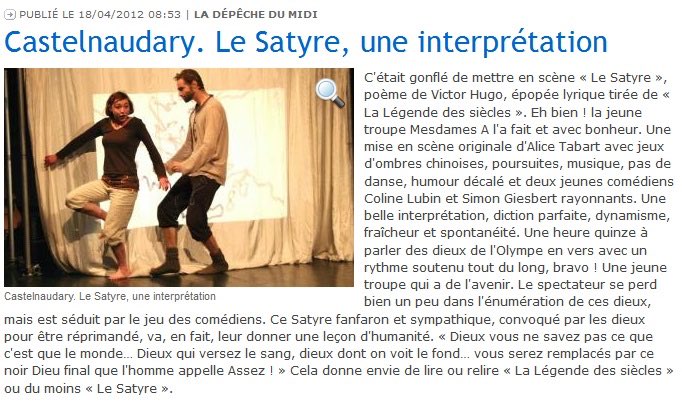 PUBLIÉ LE 18/04/2012 08:53 | LA DÉPÊCHE DU MIDI
Castelnaudary. Le Satyre, une interprétation
C'était gonflé de mettre en scène « Le Satyre »,
poème de Victor Hugo, épopée lyrique tirée de «
La Légende des siècles ». Eh bien ! la jeune
troupe Mesdames A l'a fait et avec bonheur. Une
mise en scène originale d'Alice Tabart avec jeux
d'ombres chinoises, poursuites, musique, pas de
danse, humour décalé et deux jeunes comédiens
Coline Lubin et Simon Giesbert rayonnants. Une
belle interprétation, diction parfaite, dynamisme,
fraîcheur et spontanéité. Une heure quinze à
parler des dieux de l'Olympe en vers avec un
rythme soutenu tout du long, bravo ! Une jeune
troupe qui a de l'avenir. Le spectateur se perd
bien un peu dans l'énumération de ces dieux,
Castelnaudary. Le Satyre, une interprétation
mais est séduit par le jeu des comédiens. Ce Satyre fanfaron et sympathique, convoqué par les dieux
pour être réprimandé, va, en fait, leur donner une leçon d'humanité. « Dieux vous ne savez pas ce que
c'est que le monde… Dieux qui versez le sang, dieux dont on voit le fond… vous serez remplacés par ce
noir Dieu final que l'homme appelle Assez ! » Cela donne envie de lire ou relire « La Légende des siècles »
ou du moins « Le Satyre ».